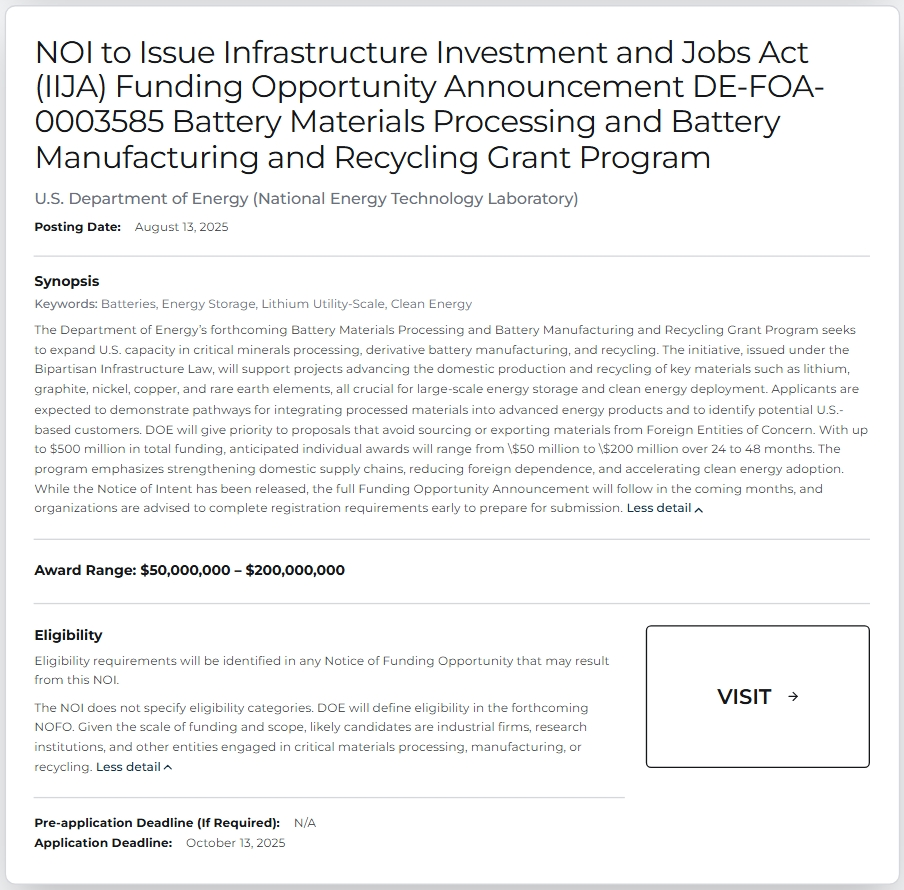 NOI to Issue Infrastructure Investment and Jobs Act
(IIJA) Funding Opportunity Announcement DE-FOA-
0003585 Battery Materials Processing and Battery
Manufacturing and Recycling Grant Program
U.S. Department of Energy (National Energy Technology Laboratory)
Posting Date: August 13, 2025
Synopsis
Keywords: Batteries, Energy Storage, Lithium Utility-Scale, Clean Energy
The Department of Energy’s forthcoming Battery Materials Processing and Battery Manufacturing and Recycling Grant Program seeks
to expand U.S. capacity in critical minerals processing, derivative battery manufacturing, and recycling. The initiative, issued under the
Bipartisan Infrastructure Law, will support projects advancing the domestic production and recycling of key materials such as lithium,
graphite, nickel, copper, and rare earth elements, all crucial for large-scale energy storage and clean energy deployment. Applicants are
expected to demonstrate pathways for integrating processed materials into advanced energy products and to identify potential U.S.-
based customers. DOE will give priority to proposals that avoid sourcing or exporting materials from Foreign Entities of Concern. With up
to $500 million in total funding, anticipated individual awards will range from \$50 million to \$200 million over 24 to 48 months. The
program emphasizes strengthening domestic supply chains, reducing foreign dependence, and accelerating clean energy adoption.
While the Notice of Intent has been released, the full Funding Opportunity Announcement will follow in the coming months, and
organizations are advised to complete registration requirements early to prepare for submission. Less detail
Award Range: $50,000,000 – $200,000,000
Eligibility
Eligibility requirements will be identified in any Notice of Funding Opportunity that may result
from this NOI.
The NOI does not specify eligibility categories. DOE will define eligibility in the forthcoming
NOFO. Given the scale of funding and scope, likely candidates are industrial firms, research
institutions, and other entities engaged in critical materials processing, manufacturing, or
recycling. Less detail
VISIT →
Pre-application Deadline (If Required): N/A
Application Deadline: October 13, 2025